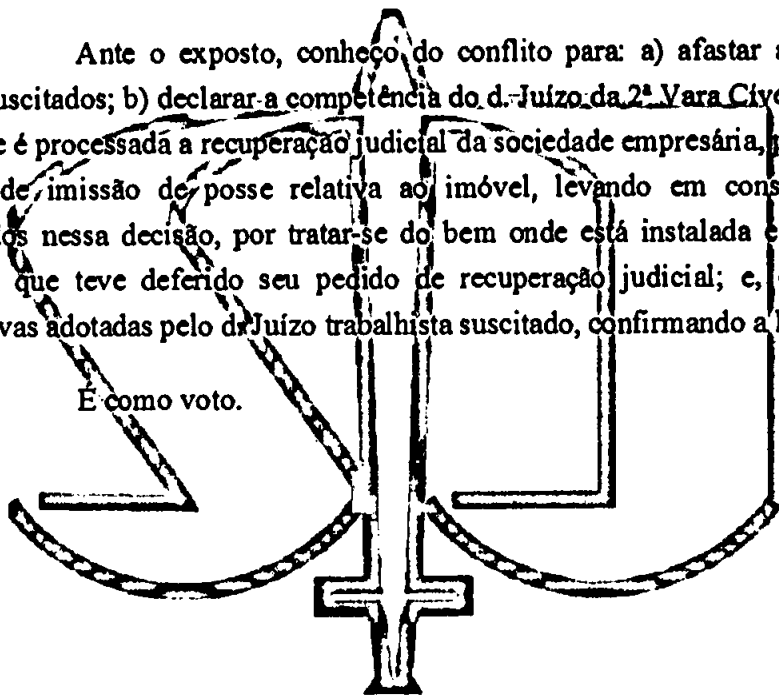 Ante o exposto, conheço do conflito para: a) afastar
uscitados; b) declarar a competência do d. Juízo da 2ª Vara Cíve
e é processada a recuperação judicial da sociedade empresária,
de imissão de posse relativa ao imóvel, levando em cons
os nessa decisão, por tratar-se do bem onde está instalada
que teve deferido seu pedido de recuperação judicial; e,
vas adotadas pelo d. Juízo trabalhista suscitado, confirmando a
É como voto.